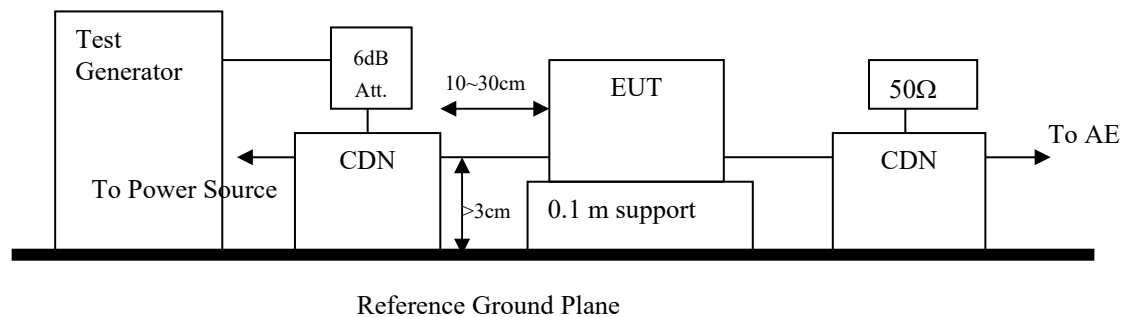 Test
Generator
6dB
Att.
10~30cm
EUT
50Ω
To AE
CDN
CDN
To Power Source
>3cm
0.1 m support
Reference Ground Plane